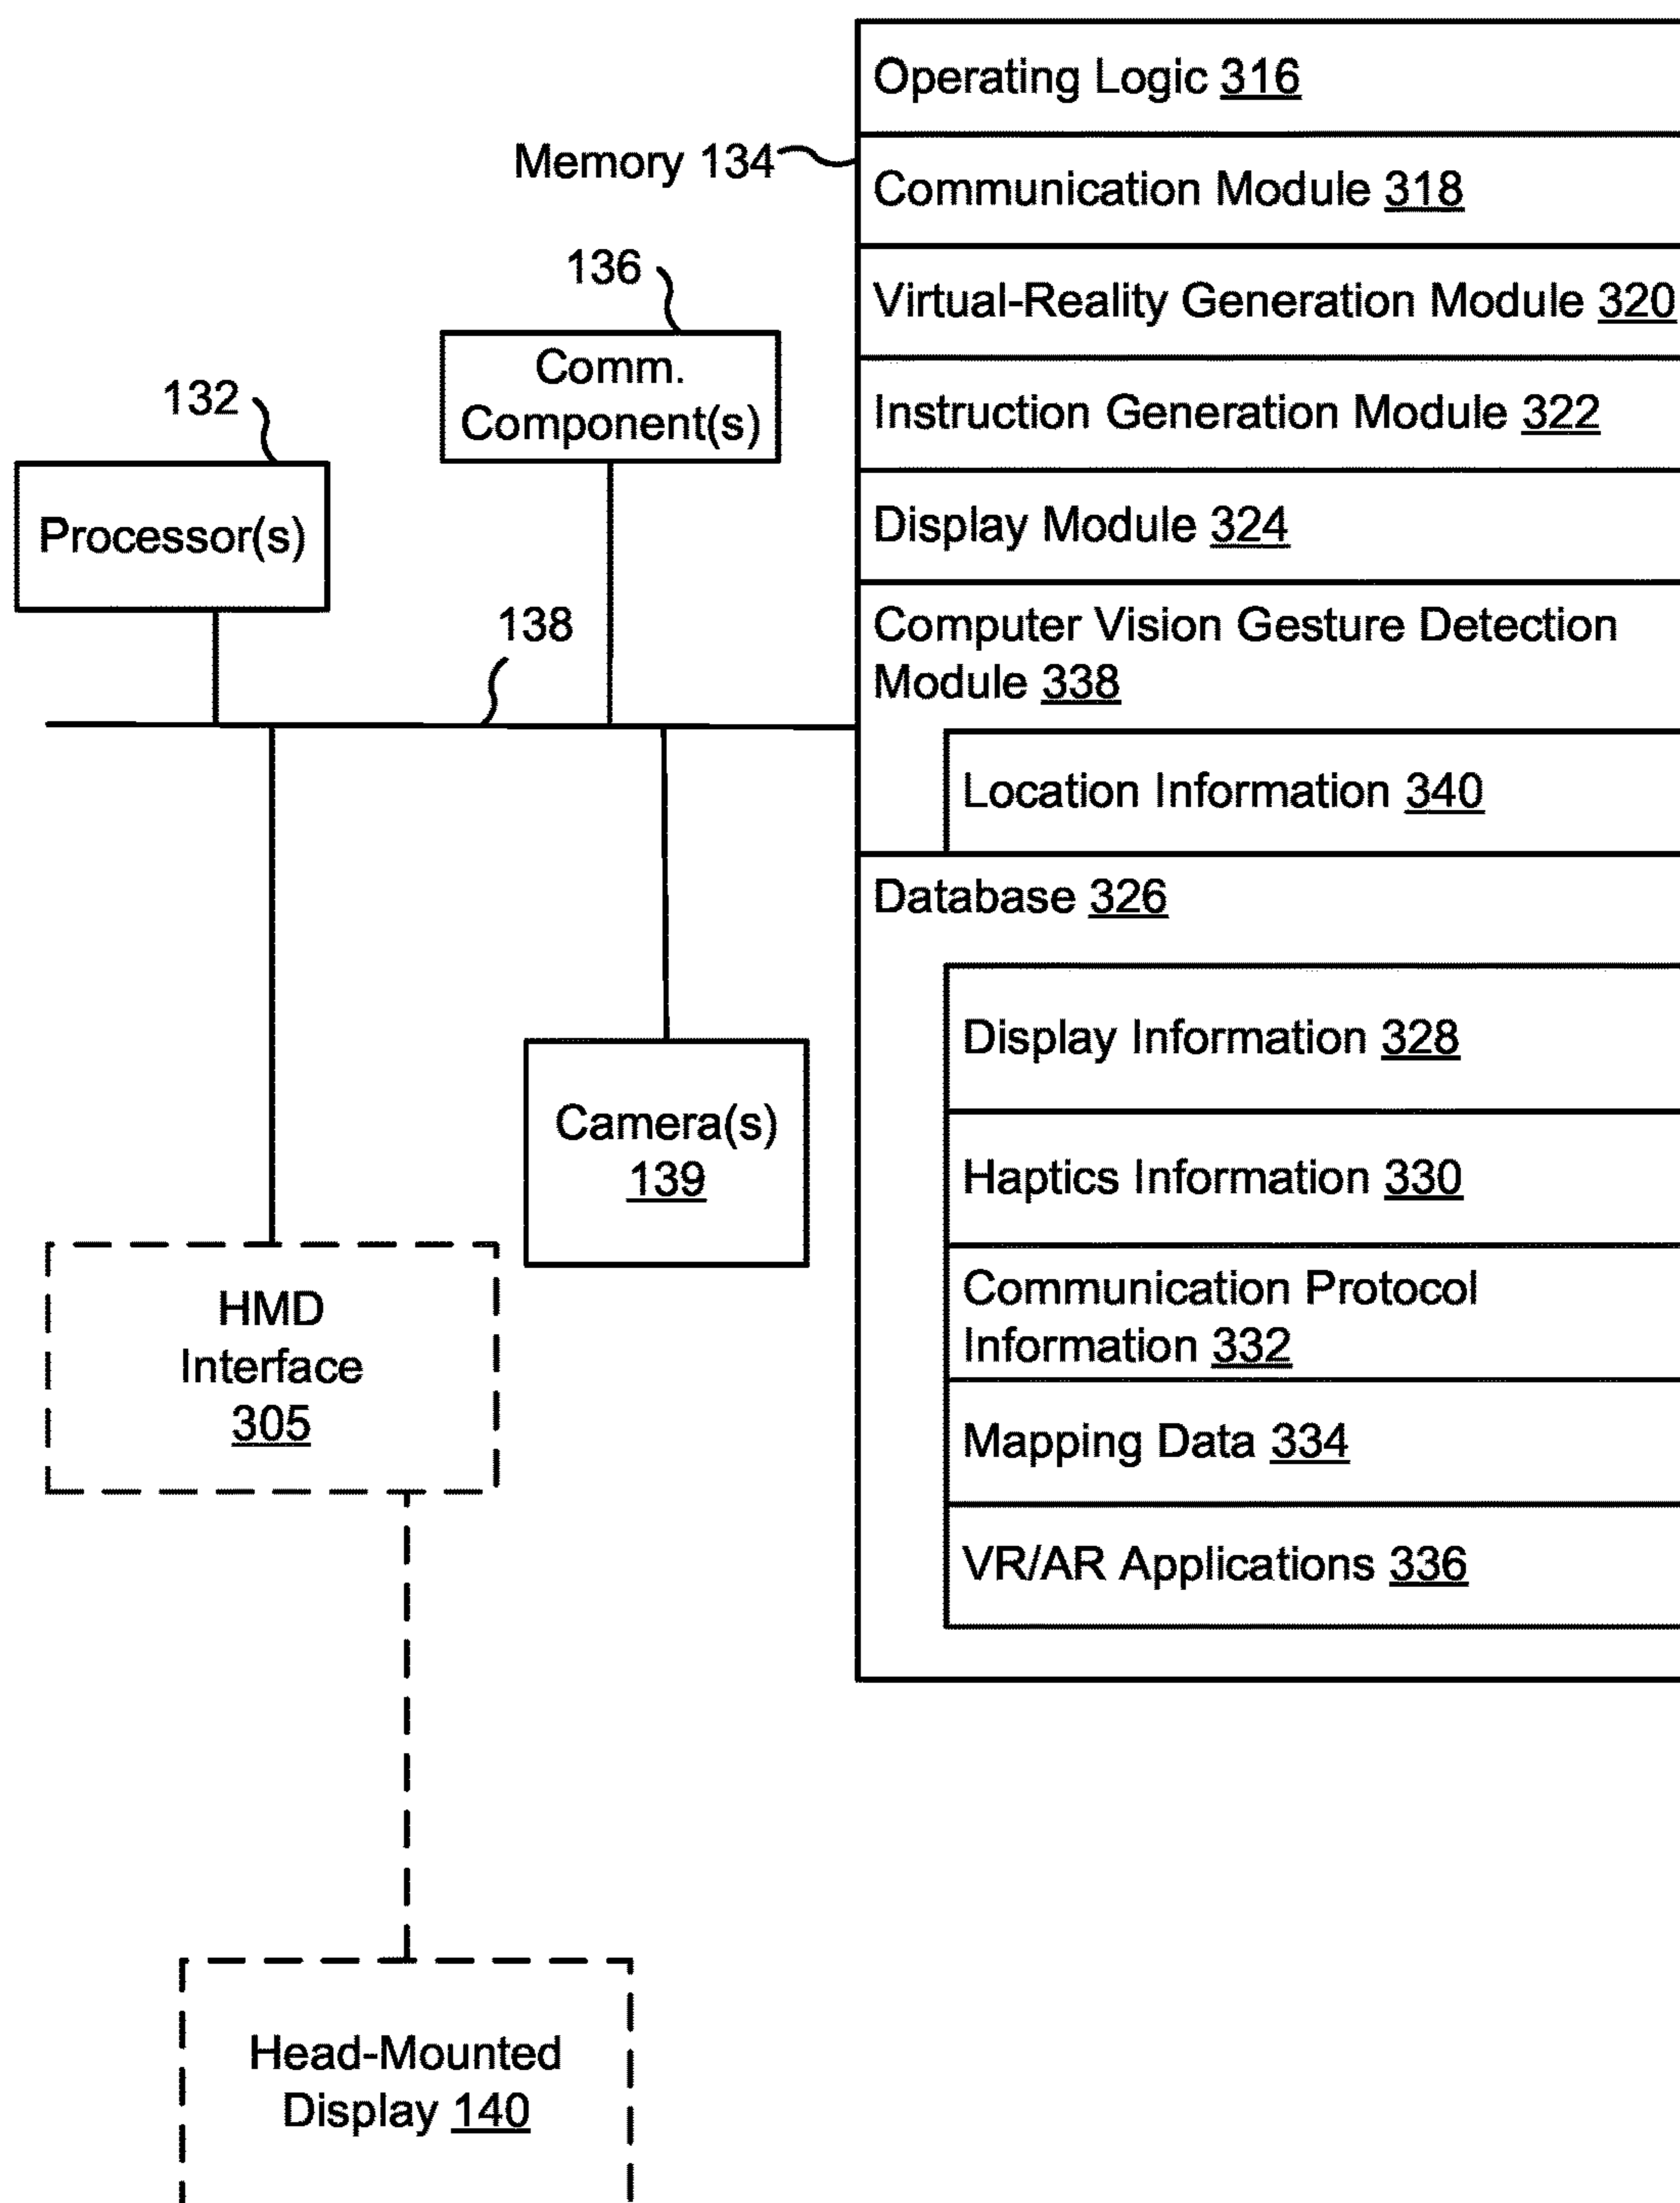 Operating Logic 316
Memory 134
Communication Module 318
136
Virtual-Reality Generation Module 320
Comm.
Component(s)
132
Instruction Generation Module 322
Processor(s)
Display Module 324
138
Computer Vision Gesture Detection
Module 338
Location Information 340
Database 326
Display Information 328
Camera(s)
139
Haptics Information 330
HMD
Interface
305
Communication Protocol
Information 332
Mapping Data 334
VR/AR Applications 336
Head-Mounted
Display 140